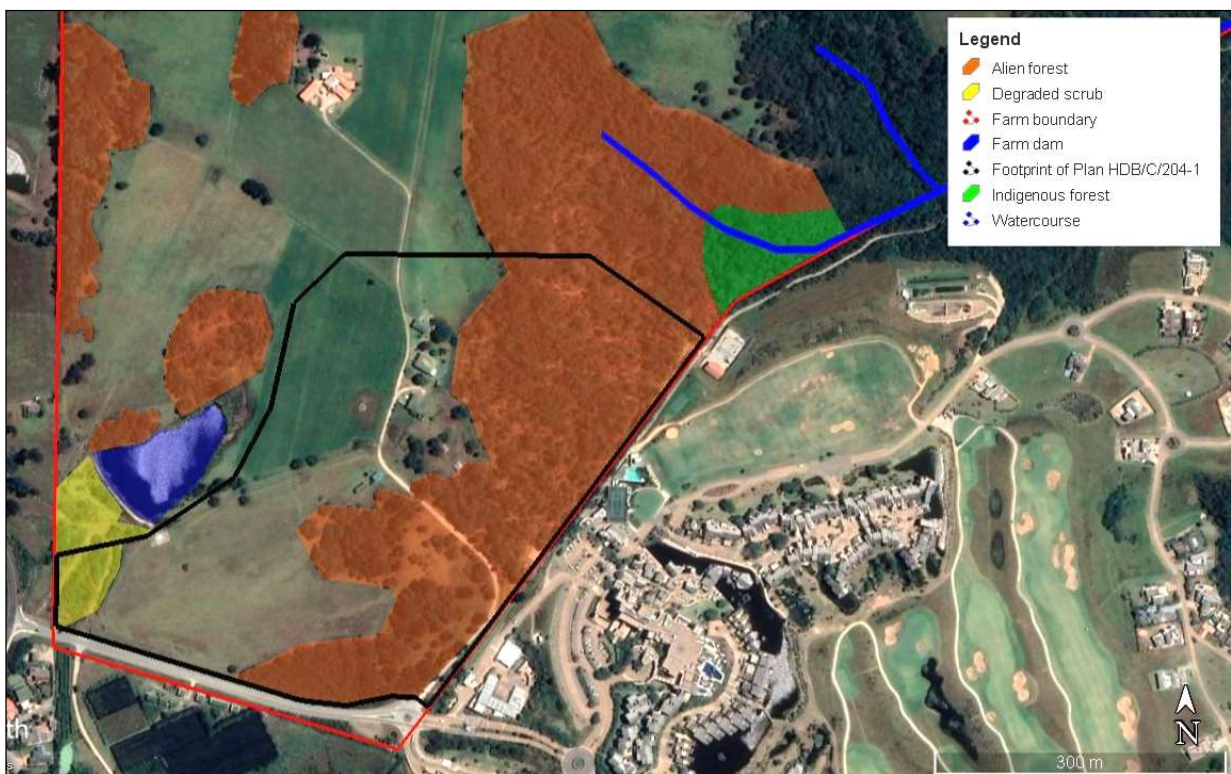 Legend
Alien forest
Degraded scrub
Farm boundary
Farm dam
Footprint of Plan HDB/C/204-1
Indigenous forest
Watercourse
th
N
300 m